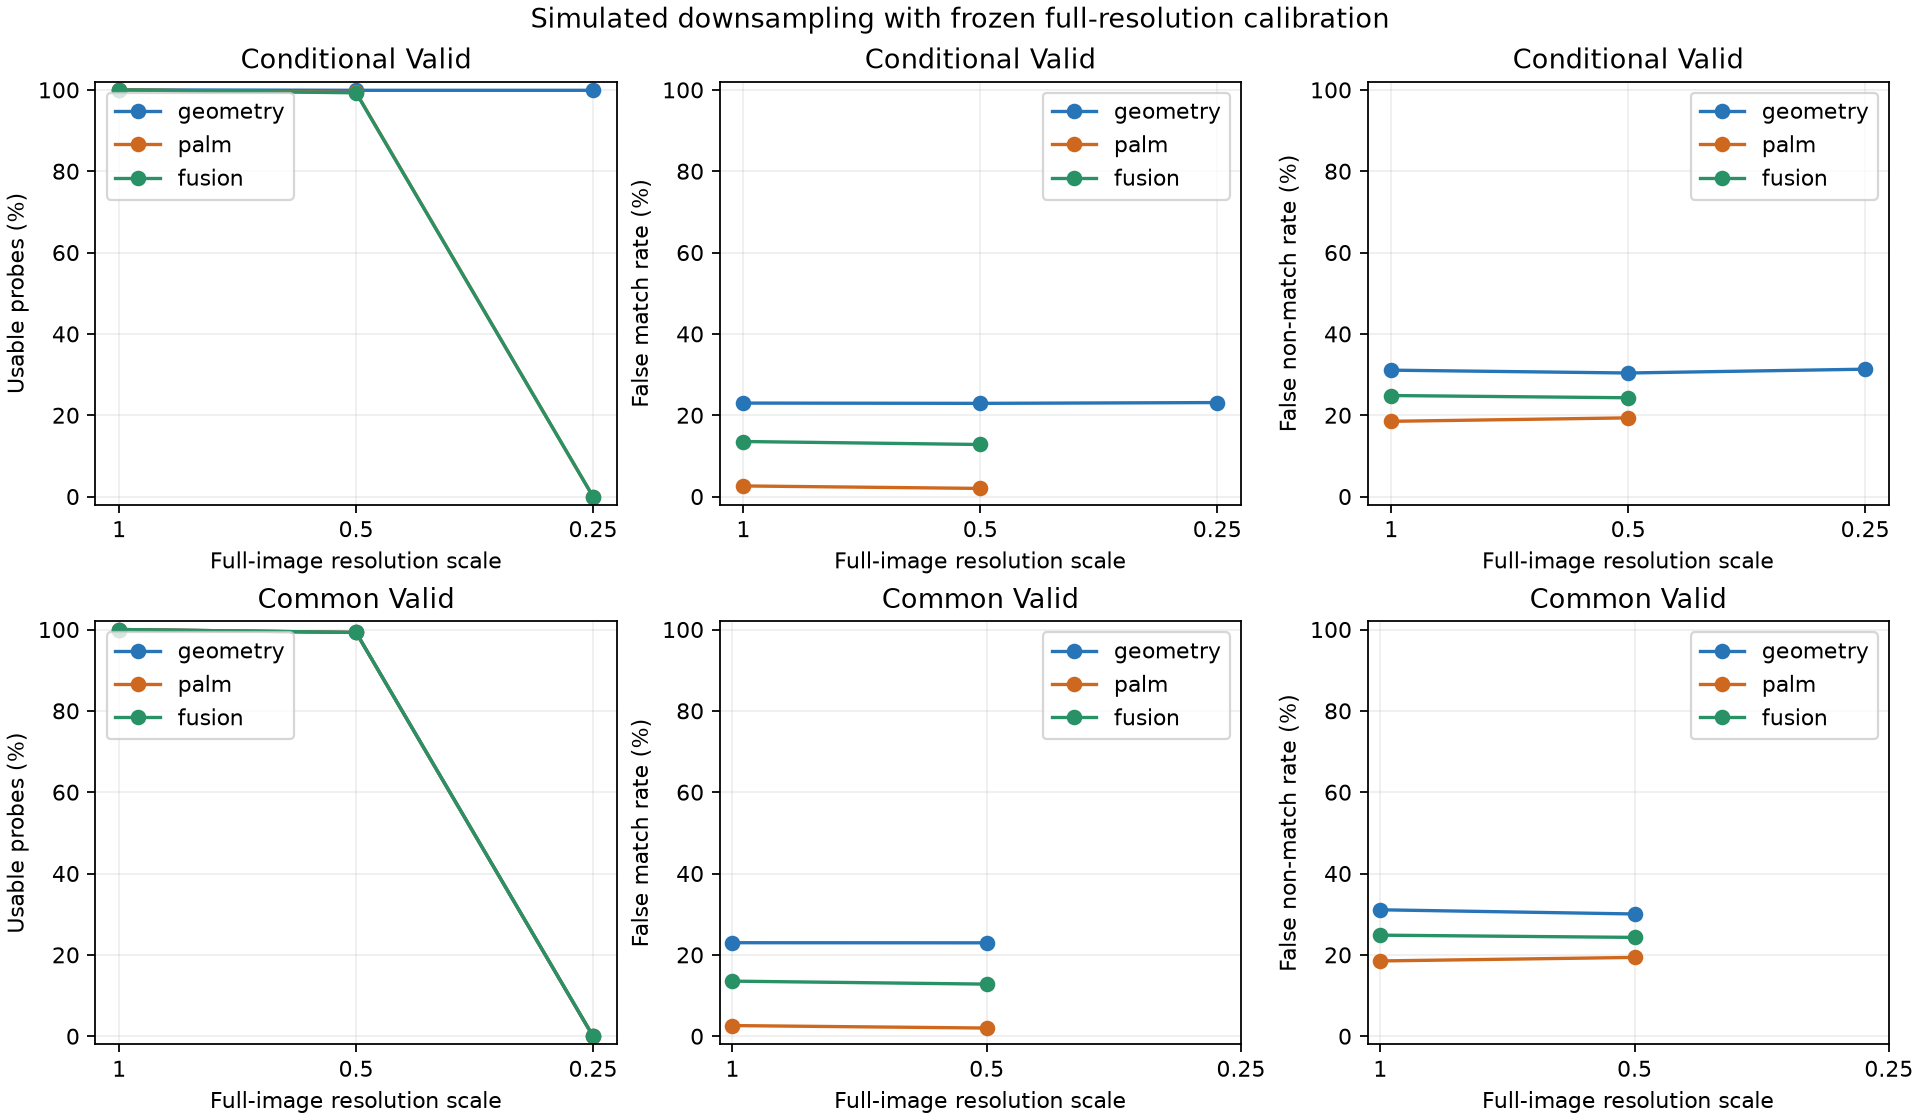 Simulated downsampling with frozen full-resolution calibration
Conditional Valid
Usable probes (%)
100
80
60
40
20
0
geometry
palm
fusion
1
0.5
0.25
Full-image resolution scale
Conditional Valid
False match rate (%)
100
80
60
40
20
0
geometry
palm
fusion
1
0.5
0.25
Full-image resolution scale
Conditional Valid
False non-match rate (%)
100
80
60
40
20
0
geometry
palm
fusion
1
0.5
0.25
Full-image resolution scale
Common Valid
Usable probes (%)
100
80
60
40
20
0
geometry
palm
fusion
1
0.5
0.25
Full-image resolution scale
Common Valid
False match rate (%)
100
80
60
40
20
0
geometry
palm
fusion
1
0.5
0.25
Full-image resolution scale
Common Valid
False non-match rate (%)
100
80
60
40
20
0
geometry
palm
fusion
1
0.5
0.25
Full-image resolution scale